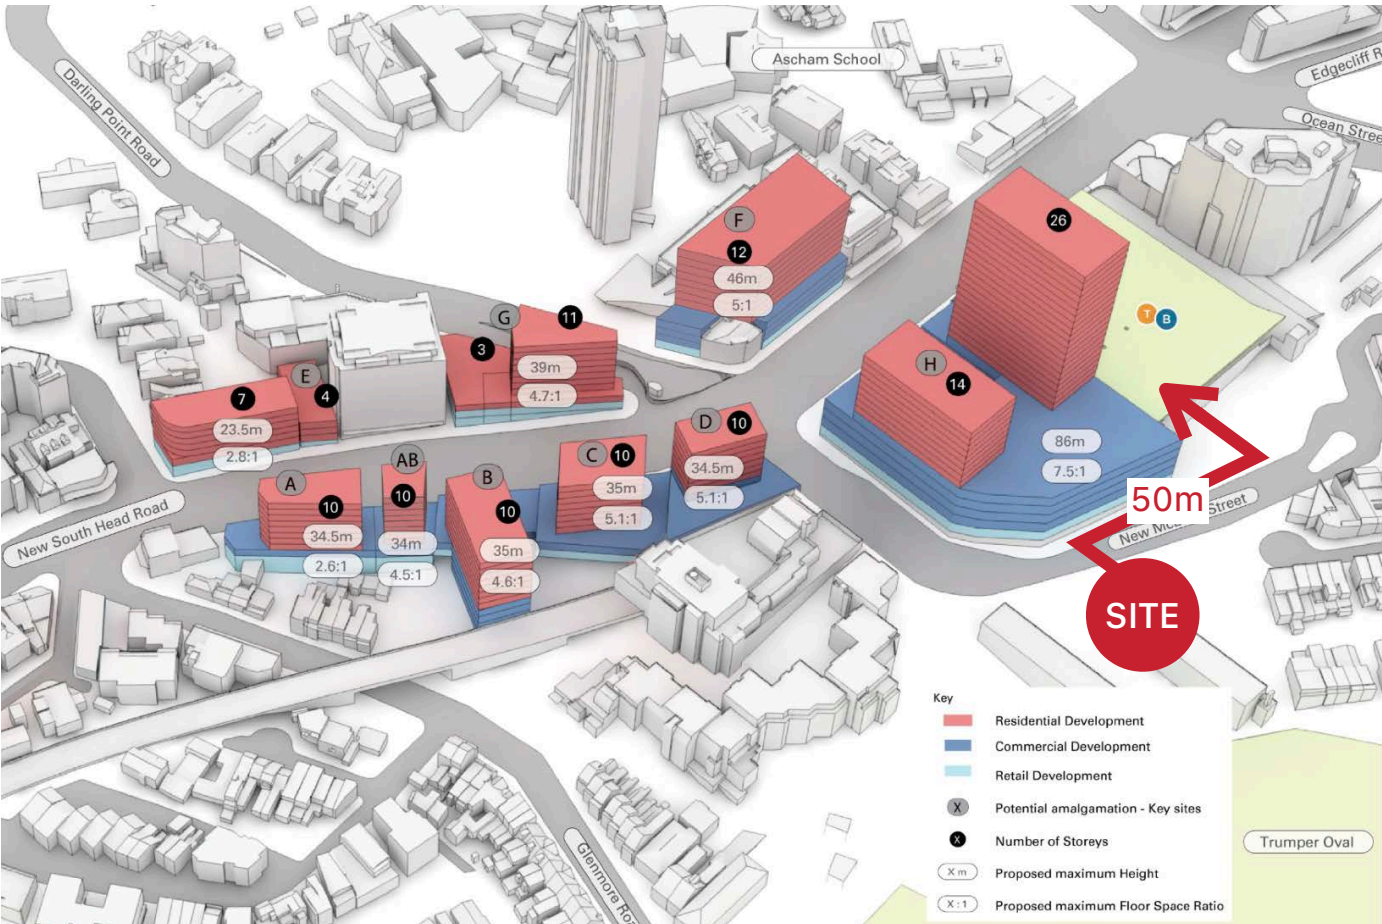 Ascham School
Edgecliff R
Ocean Stree
Darling Point Road
F
12
46m
5:1
26
T
B
G
11
3
39m
4.7:1
H
14
E
4
7
23.5m
2.8:1
D
10
34.5m
5.1:1
86m
7.5:1
C
10
35m
5.1:1
AB
10
34m
4.5:1
B
10
35m
4.6:1
A
10
34.5m
2.6:1
New South Head Road
50m
New Mc
Street
SITE
Key
Residential Development
Commercial Development
Retail Development
X Potential amalgamation - Key sites
X Number of Storeys
X m Proposed maximum Height
X : 1 Proposed maximum Floor Space Ratio
Trumper Oval
Glenmore Roa